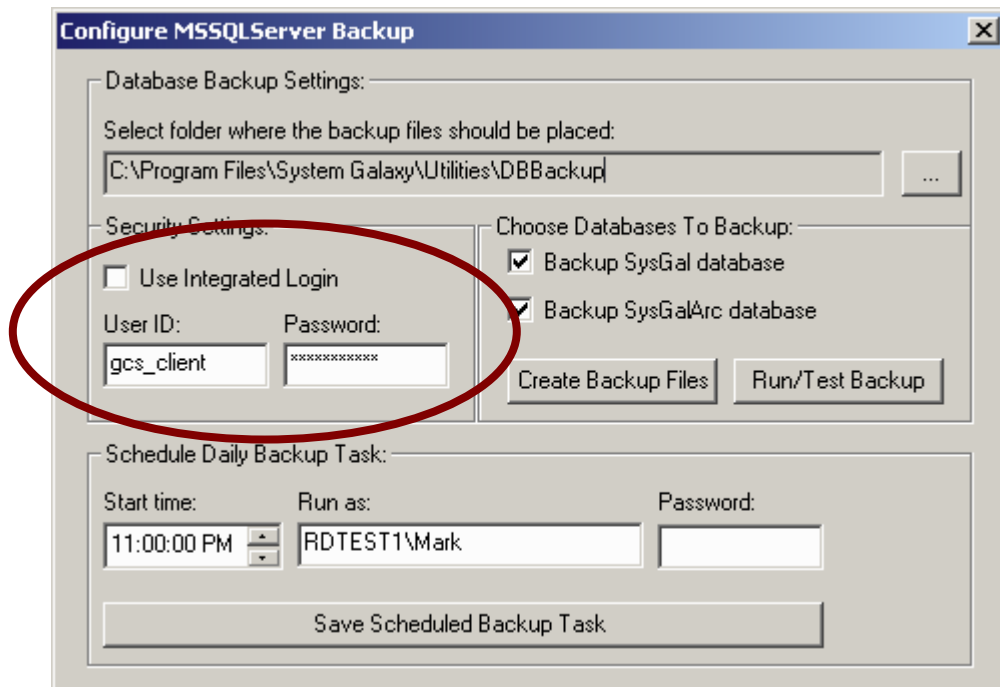 Configure MSSQLServer Backup
Database Backup Settings:
Select folder where the backup files should be placed:
C:\Program Files\System Galaxy\Utilities\DBBackup
...
Security Settings:
Use Integrated Login
User ID:
Password:
gcs_client
***********
Choose Databases To Backup:
Backup SysGal database
Backup SysGalArc database
Create Backup Files
Run/Test Backup
Schedule Daily Backup Task:
Start time:
Run as:
Password:
11:00:00 PM
RDTEST1\Mark
Save Scheduled Backup Task